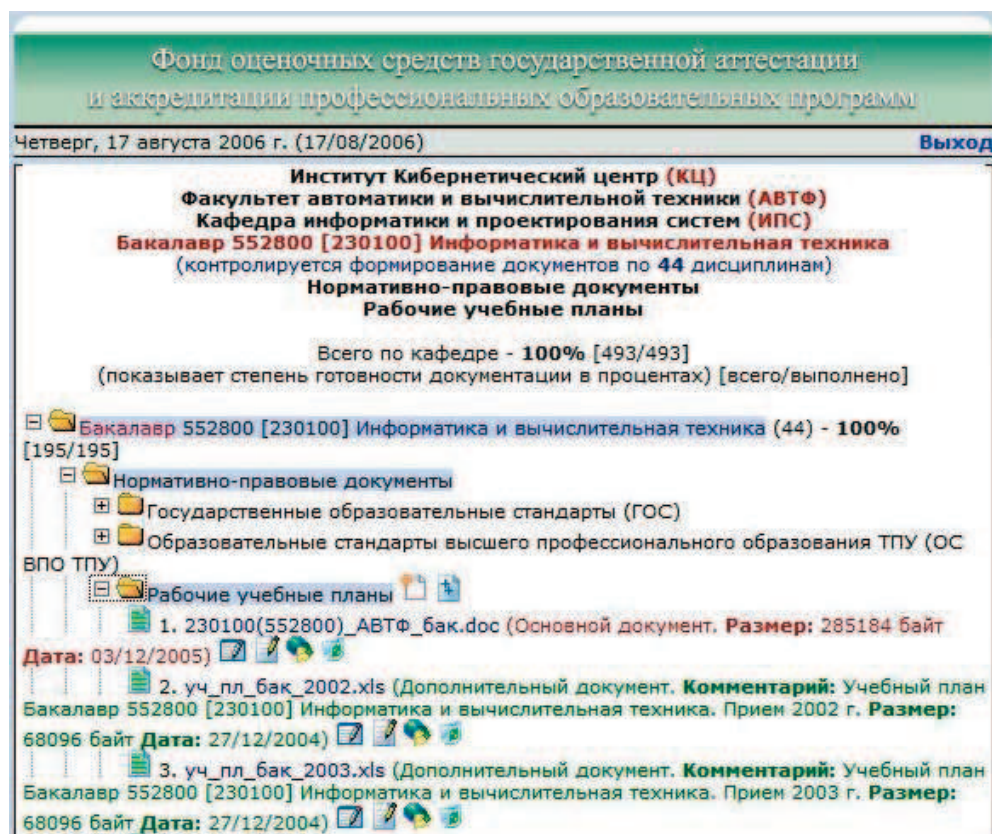 Фонд оценочных средств государственной аттестации
и аккредитации профессиональных образовательных программ
Четверг, 17 августа 2006 г. (17/08/2006) Выход
Институт Кибернетический центр (КЦ)
Факультет автоматики и вычислительной техники (АВТФ)
Кафедра информатики и проектирования систем (ИПС)
Бакалавр 552800 [230100] Информатика и вычислительная техника
(контролируется формирование документов по 44 дисциплинам)
Нормативно-правовые документы
Рабочие учебные планы
Всего по кафедре - 100% [493/493]
(показывает степень готовности документации в процентах) [всего/выполнено]
Бакалавр 552800 [230100] Информатика и вычислительная техника (44) - 100%
[195/195]
Нормативно-правовые документы
Государственные образовательные стандарты (ГОС)
Образовательные стандарты высшего профессионального образования ТПУ (ОС
ВПО ТПУ)
Рабочие учебные планы
1. 230100(552800)_АВТФ_бак.doc (Основной документ. Размер: 285184 байт
Дата: 03/12/2005)
2. уч_пл_бак_2002.xls (Дополнительный документ. Комментарий: Учебный план
Бакалавр 552800 [230100] Информатика и вычислительная техника. Прием 2002 г. Размер:
68096 байт Дата: 27/12/2004)
3. уч_пл_бак_2003.xls (Дополнительный документ. Комментарий: Учебный план
Бакалавр 552800 [230100] Информатика и вычислительная техника. Прием 2003 г. Размер:
68096 байт Дата: 27/12/2004)